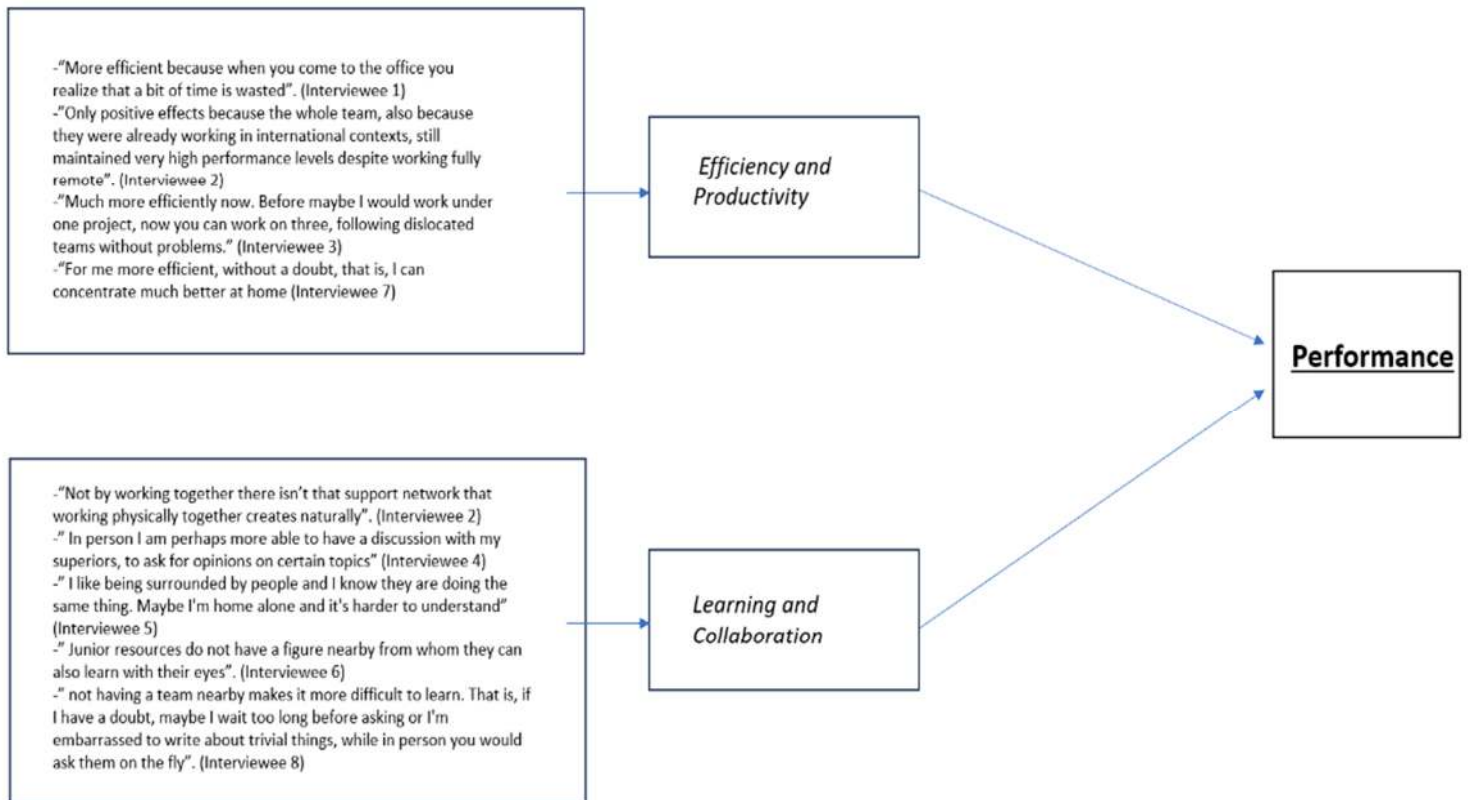 -“More efficient because when you come to the office you
realize that a bit of time is wasted”. (Interviewee 1)
-“Only positive effects because the whole team, also because
they were already working in international contexts, still
maintained very high performance levels despite working fully
remote”. (Interviewee 2)
-“Much more efficiently now. Before maybe I would work under
one project, now you can work on three, following dislocated
teams without problems.” (Interviewee 3)
-“For me more efficient, without a doubt, that is, I can
concentrate much better at home (Interviewee 7)
Efficiency and
Productivity
Performance
-“Not by working together there isn’t that support network that
working physically together creates naturally”. (Interviewee 2)
-“ In person I am perhaps more able to have a discussion with my
superiors, to ask for opinions on certain topics” (Interviewee 4)
-“ I like being surrounded by people and I know they are doing the
same thing. Maybe I'm home alone and it's harder to understand”
(Interviewee 5)
-“ Junior resources do not have a figure nearby from whom they can
also learn with their eyes”. (Interviewee 6)
-“ not having a team nearby makes it more difficult to learn. That is, if
I have a doubt, maybe I wait too long before asking or I'm
embarrassed to write about trivial things, while in person you would
ask them on the fly”. (Interviewee 8)
Learning and
Collaboration